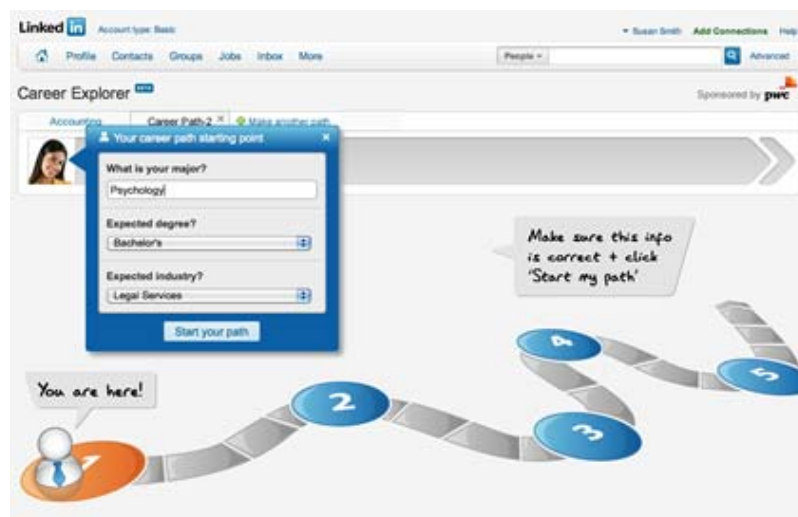 Linked in Account type: Basic
Susan Smith Add Connections Help
Profile Contacts Groups Jobs Inbox More
People
Advanced
Career Explorer BETA
Sponsored by pwc
Accounting Career Path-2 × Make another path
Your career path starting point ×
What is your major?
Psychology
Expected degree?
Bachelor's
Expected industry?
Legal Services
Start your path
Make sure this info
is correct + click
'Start my path'
You are here!
1
2
3
4
5